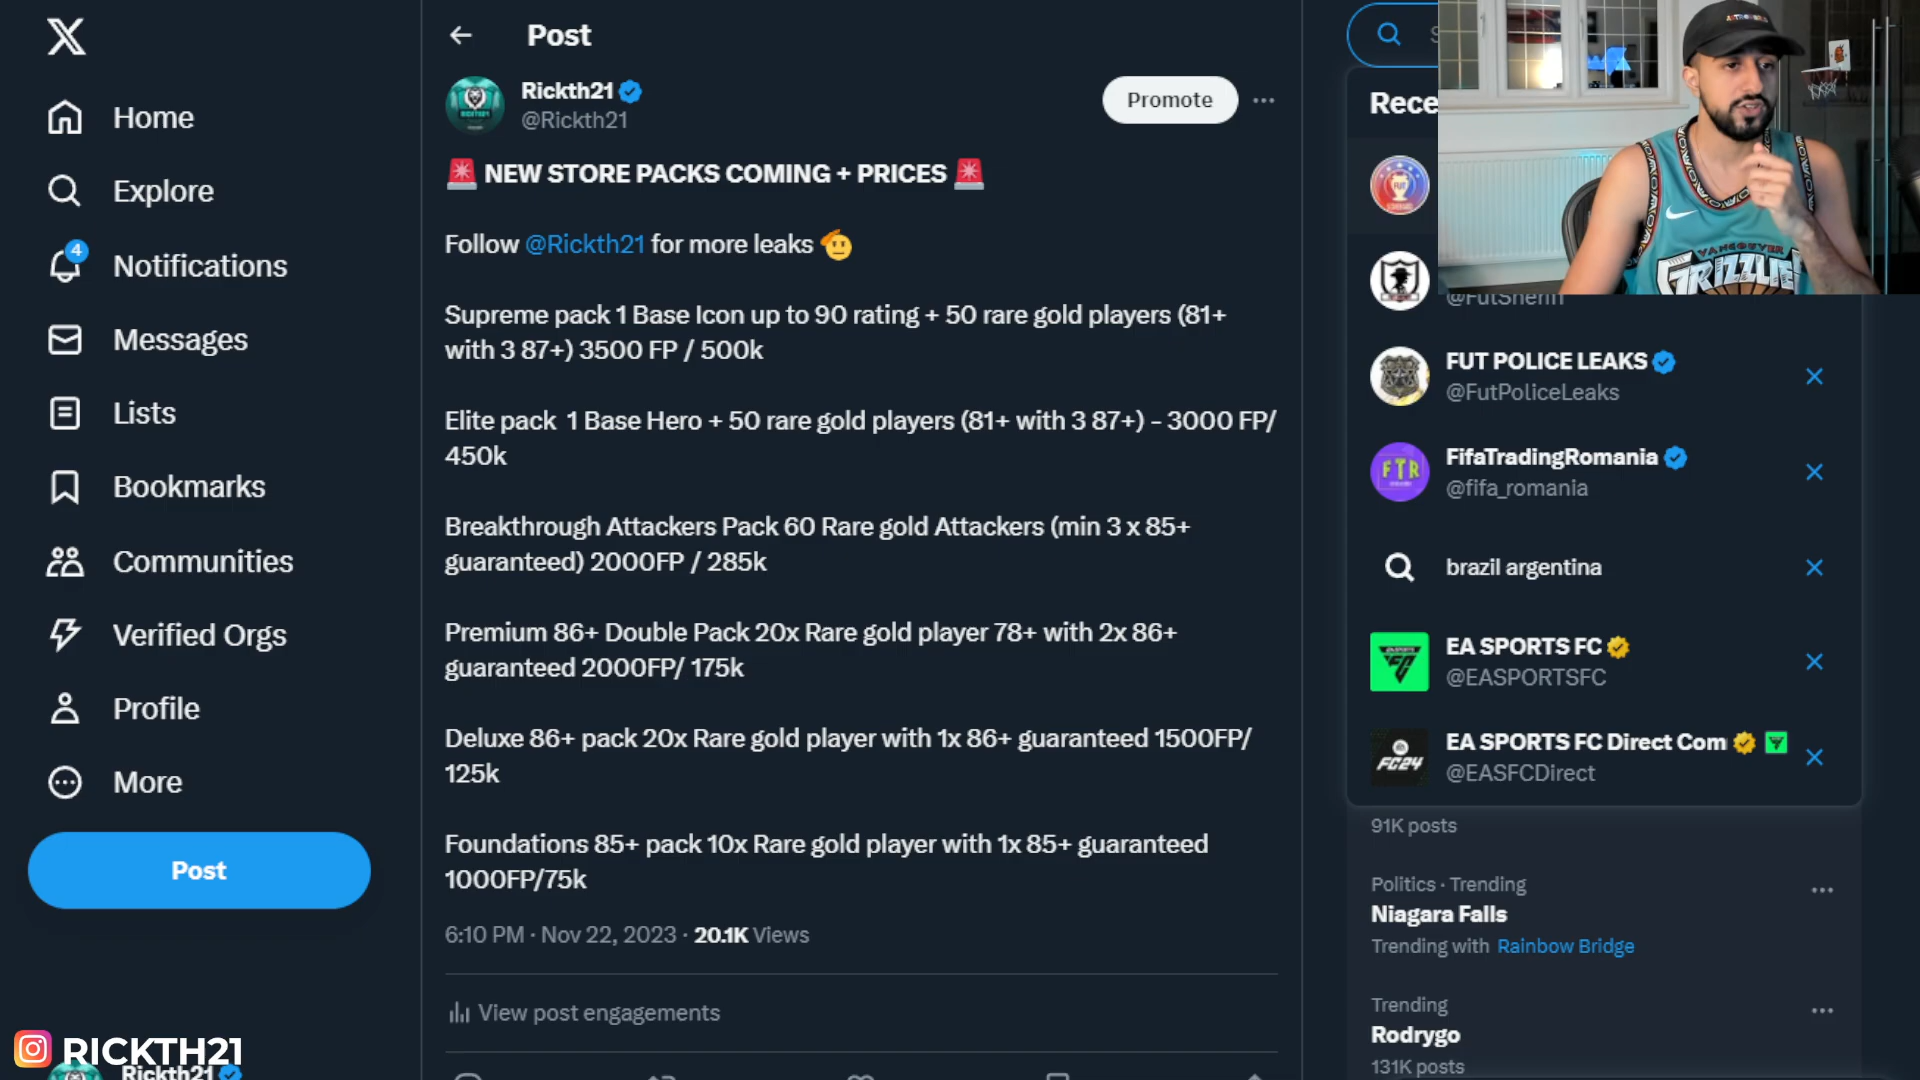 Home
Explore
4
Notifications
Messages
Lists
Bookmarks
Communities
Verified Orgs
Profile
More
Post
RICKTH21
Rickth21
Post
Rickth21
@Rickth21
Promote
🚨 NEW STORE PACKS COMING + PRICES 🚨
Follow @Rickth21 for more leaks 🫡
Supreme pack 1 Base Icon up to 90 rating + 50 rare gold players (81+
with 3 87+) 3500 FP / 500k
Elite pack 1 Base Hero + 50 rare gold players (81+ with 3 87+) - 3000 FP/
450k
Breakthrough Attackers Pack 60 Rare gold Attackers (min 3 x 85+
guaranteed) 2000FP / 285k
Premium 86+ Double Pack 20x Rare gold player 78+ with 2x 86+
guaranteed 2000FP/ 175k
Deluxe 86+ pack 20x Rare gold player with 1x 86+ guaranteed 1500FP/
125k
Foundations 85+ pack 10x Rare gold player with 1x 85+ guaranteed
1000FP/75k
6:10 PM · Nov 22, 2023 · 20.1K Views
View post engagements
Rece
VANCOUVER
GRIZZLIE
FUT
@FutSheriff
FUT POLICE LEAKS
@FutPoliceLeaks
FTR
FifaTradingRomania
@fifa_romania
brazil argentina
EA SPORTS FC
@EASPORTSFC
FC24
EA SPORTS FC Direct Com
@EASFCDirect
91K posts
Politics · Trending
Niagara Falls
Trending with Rainbow Bridge
Trending
Rodrygo
131K posts